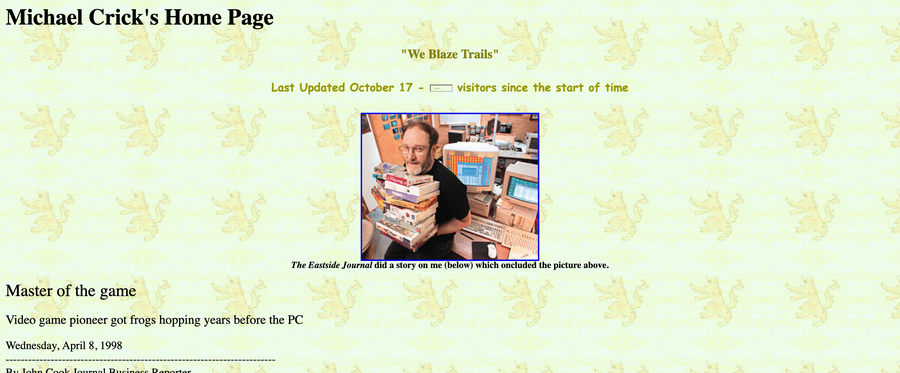 Michael Crick's Home Page
"We Blaze Trails"
Last Updated October 17 - visitors since the start of time
The Eastside Journal did a story on me (below) which oncluded the picture above.
Master of the game
Video game pioneer got frogs hopping years before the PC
Wednesday, April 8, 1998
--------------------------------------------------------------------------
By John Cook Journal Business Reporter